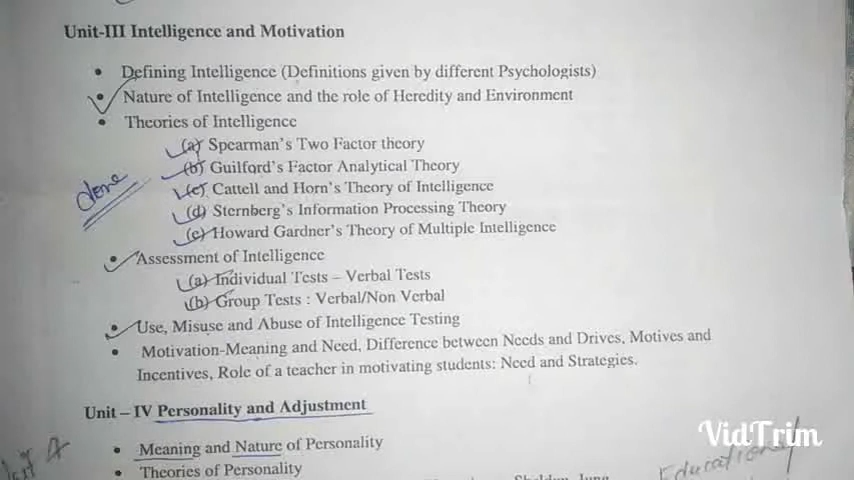 Unit-III Intelligence and Motivation
• Defining Intelligence (Definitions given by different Psychologists)
• Nature of Intelligence and the role of Heredity and Environment
• Theories of Intelligence
(a) Spearman's Two Factor theory
(b) Guilford's Factor Analytical Theory
(c) Cattell and Horn's Theory of Intelligence
(d) Sternberg's Information Processing Theory
(e) Howard Gardner's Theory of Multiple Intelligence
done
• Assessment of Intelligence
(a) Individual Tests – Verbal Tests
(b) Group Tests : Verbal/Non Verbal
• Use, Misuse and Abuse of Intelligence Testing
• Motivation-Meaning and Need, Difference between Needs and Drives, Motives and
Incentives, Role of a teacher in motivating students: Need and Strategies.
Unit – IV Personality and Adjustment
• Meaning and Nature of Personality
• Theories of Personality
Sheldon, Jung
VidTrim